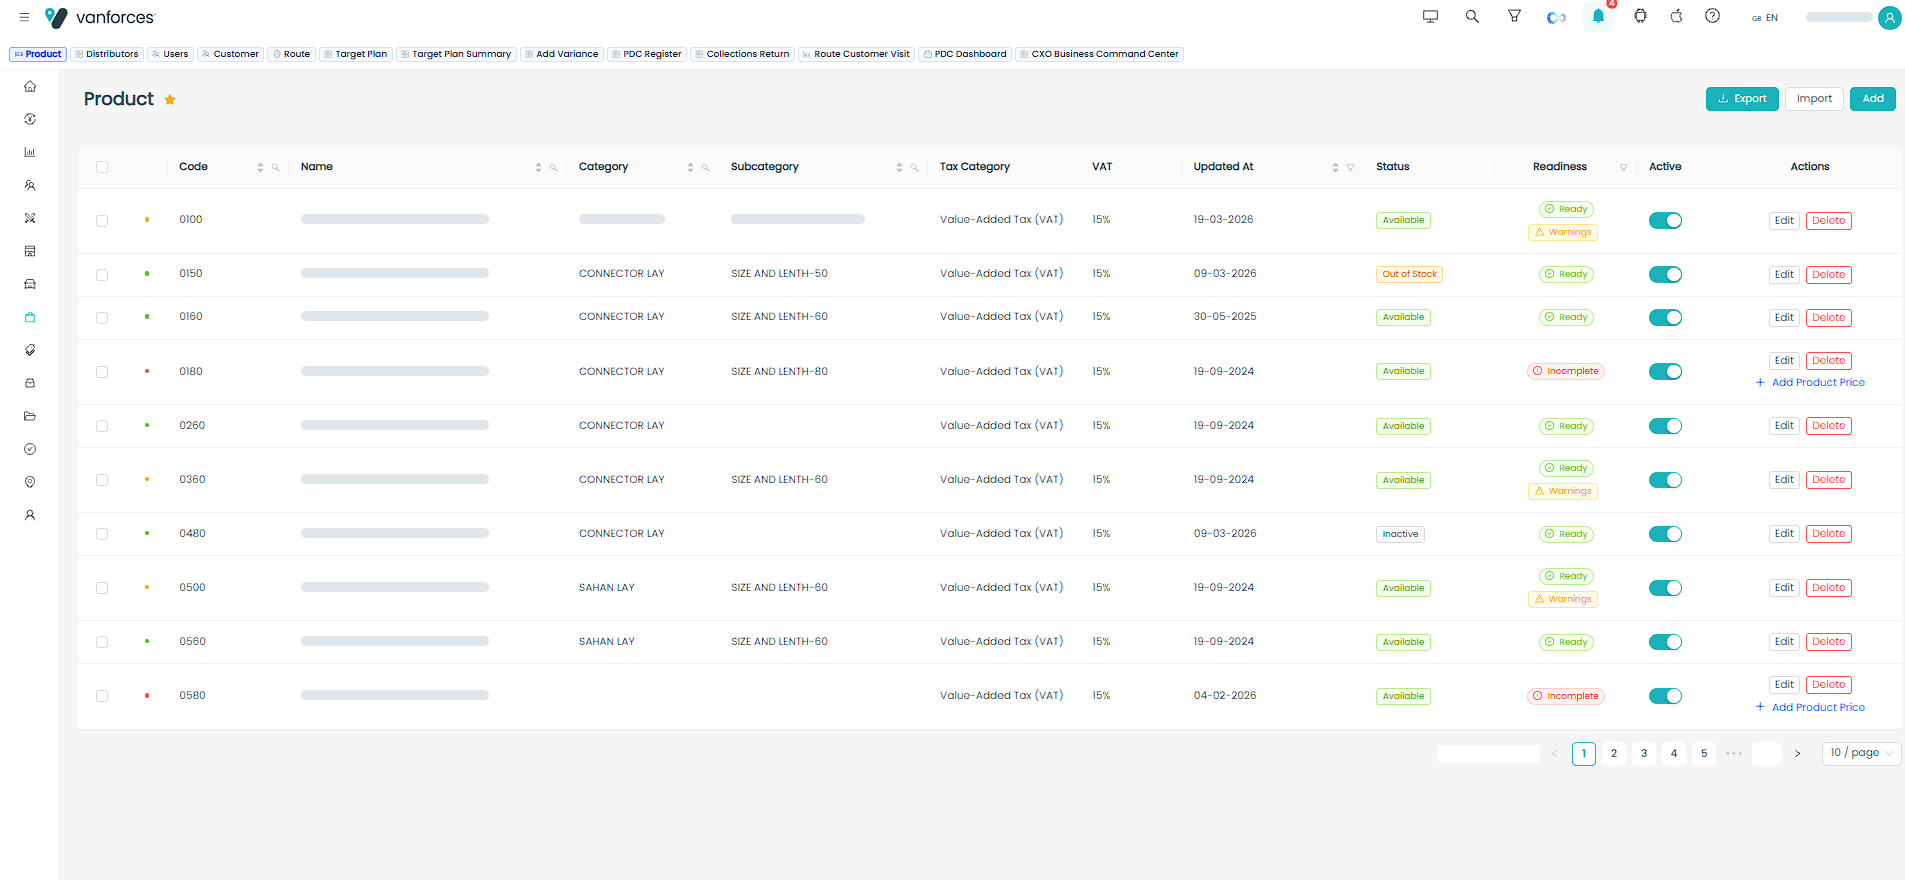 vanforces
4
GB EN
Product Distributors Users Customer Route Target Plan Target Plan Summary Add Variance PDC Register Collections Return Route Customer Visit PDC Dashboard CXO Business Command Center
Product
Export Import Add
Code Name Category Subcategory Tax Category VAT Updated At Status Readiness Active Actions
0100 Value-Added Tax (VAT) 15% 19-03-2026 Available Ready Edit Delete
Warnings
0150 CONNECTOR LAY SIZE AND LENTH-50 Value-Added Tax (VAT) 15% 09-03-2026 Out of Stock Ready Edit Delete
0160 CONNECTOR LAY SIZE AND LENTH-60 Value-Added Tax (VAT) 15% 30-05-2025 Available Ready Edit Delete
0180 CONNECTOR LAY SIZE AND LENTH-80 Value-Added Tax (VAT) 15% 19-09-2024 Available Incomplete Edit Delete
Add Product Price
0260 CONNECTOR LAY Value-Added Tax (VAT) 15% 19-09-2024 Available Ready Edit Delete
0360 CONNECTOR LAY SIZE AND LENTH-60 Value-Added Tax (VAT) 15% 19-09-2024 Available Ready Edit Delete
Warnings
0480 CONNECTOR LAY Value-Added Tax (VAT) 15% 09-03-2026 Inactive Ready Edit Delete
0500 SAHAN LAY SIZE AND LENTH-60 Value-Added Tax (VAT) 15% 19-09-2024 Available Ready Edit Delete
Warnings
0560 SAHAN LAY SIZE AND LENTH-60 Value-Added Tax (VAT) 15% 19-09-2024 Available Ready Edit Delete
0580 Value-Added Tax (VAT) 15% 04-02-2026 Available Incomplete Edit Delete
Add Product Price
1 2 3 4 5 ••• 10 / page